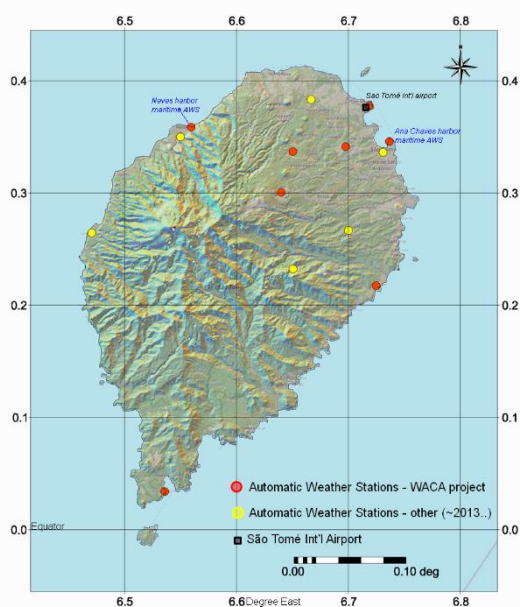 6.5 6.6 6.7 6.8
0.4 0.4
Sao Tomé Int'l airport
Neves harbor
maritime AWS
Ana Chaves harbor
maritime AWS
0.3 0.3
0.2 0.2
0.1 0.1
Automatic Weather Stations - WACA project
Automatic Weather Stations - other (~2013..)
0.0 0.0
Equator
São Tomé Int'l Airport
0.00 0.10 deg
6.5 6.6 Degree East 6.7 6.8